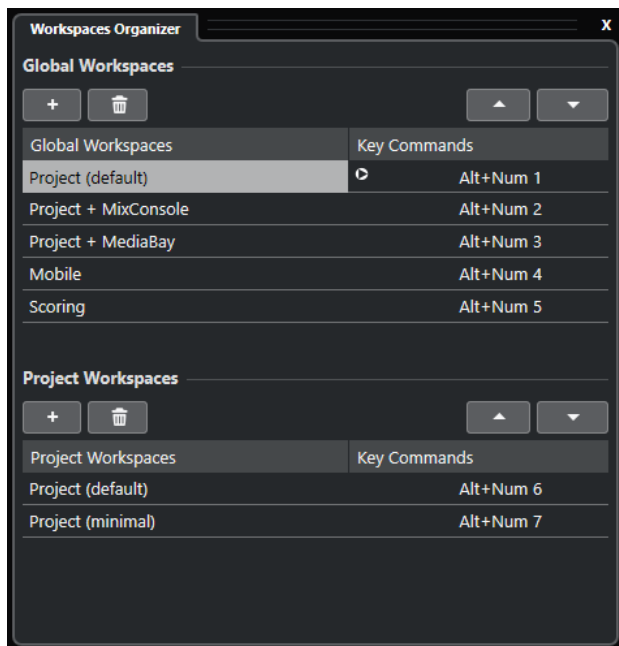 Workspaces Organizer X
Global Workspaces
+
Global Workspaces Key Commands
Project (default) Alt+Num 1
Project + MixConsole Alt+Num 2
Project + MediaBay Alt+Num 3
Mobile Alt+Num 4
Scoring Alt+Num 5
Project Workspaces
+
Project Workspaces Key Commands
Project (default) Alt+Num 6
Project (minimal) Alt+Num 7